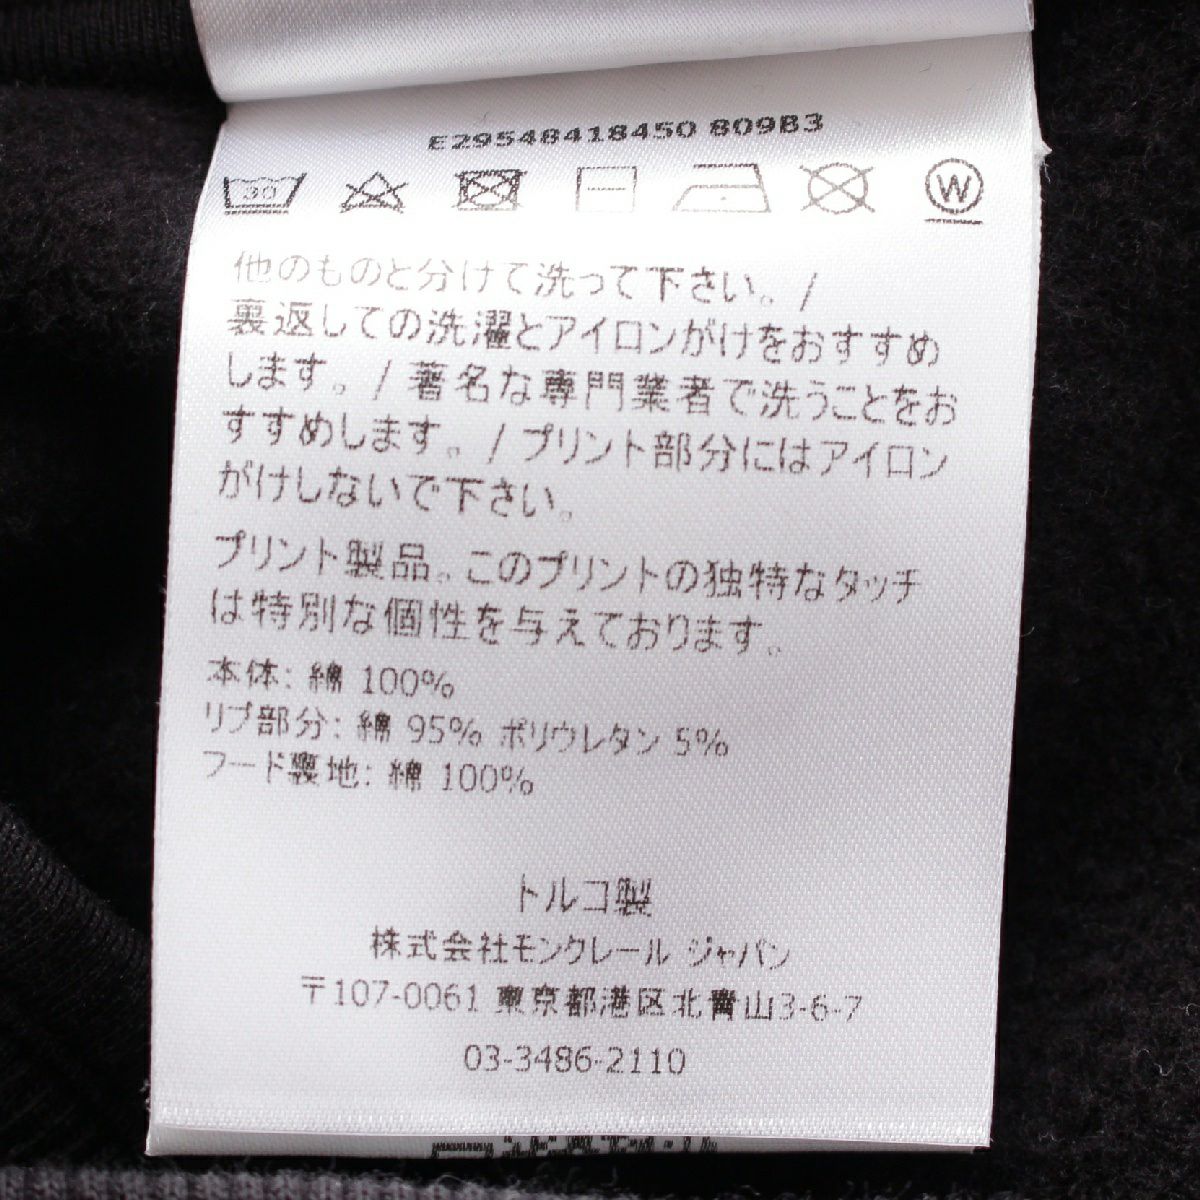 E29548418450 809B3
30
W
他のものと分けて洗って下さい。/
裏返しての洗濯とアイロンがけをおすすめ
します。/ 著名な専門業者で洗うことをお
すすめします。/ プリント部分にはアイロン
がけしないで下さい。
プリント製品。このプリントの独特なタッチ
は特別な個性を与えております。
本体: 綿 100%
リブ部分: 綿 95% ポリウレタン 5%
フード裏地: 綿 100%
トルコ製
株式会社モンクレール ジャパン
〒107-0061 東京都港区北青山3-6-7
03-3486-2110